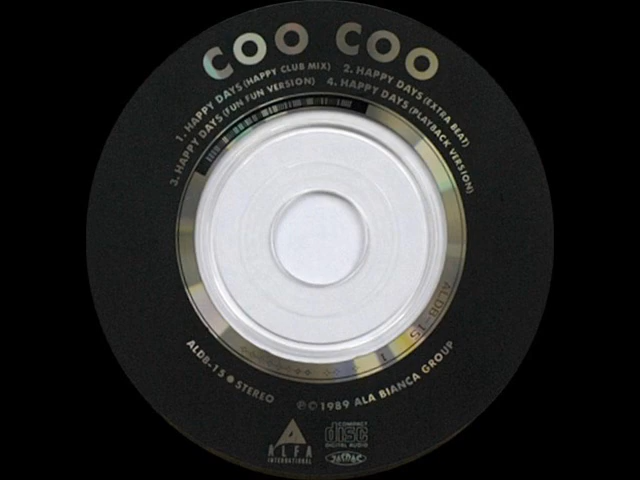 COO COO
1. HAPPY DAYS (HAPPY CLUB MIX) 2. HAPPY DAYS (EXTRA BEAT)
3. HAPPY DAYS (FUN FUN VERSION) 4. HAPPY DAYS (PLAYBACK VERSION)
ALDB-15
1
ALDB-15 ● STEREO
℗©1989 ALA BIANCA GROUP
ALFA
INTERNATIONAL
COMPACT
disc
DIGITAL AUDIO
JASRAC